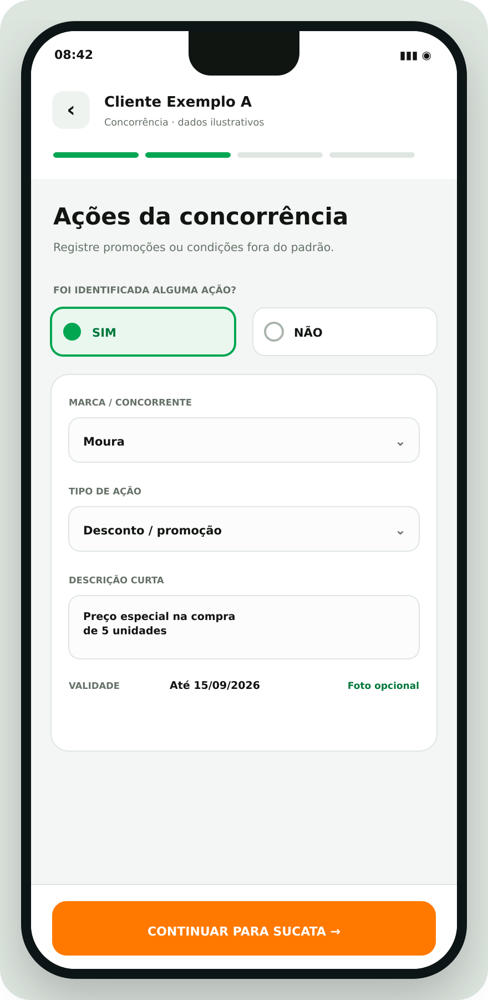 08:42
Cliente Exemplo A
Concorrência · dados ilustrativos
Ações da concorrência
Registre promoções ou condições fora do padrão.
FOI IDENTIFICADA ALGUMA AÇÃO?
SIM
NÃO
MARCA / CONCORRENTE
Moura
TIPO DE AÇÃO
Desconto / promoção
DESCRIÇÃO CURTA
Preço especial na compra
de 5 unidades
VALIDADE
Até 15/09/2026
Foto opcional
CONTINUAR PARA SUCATA →